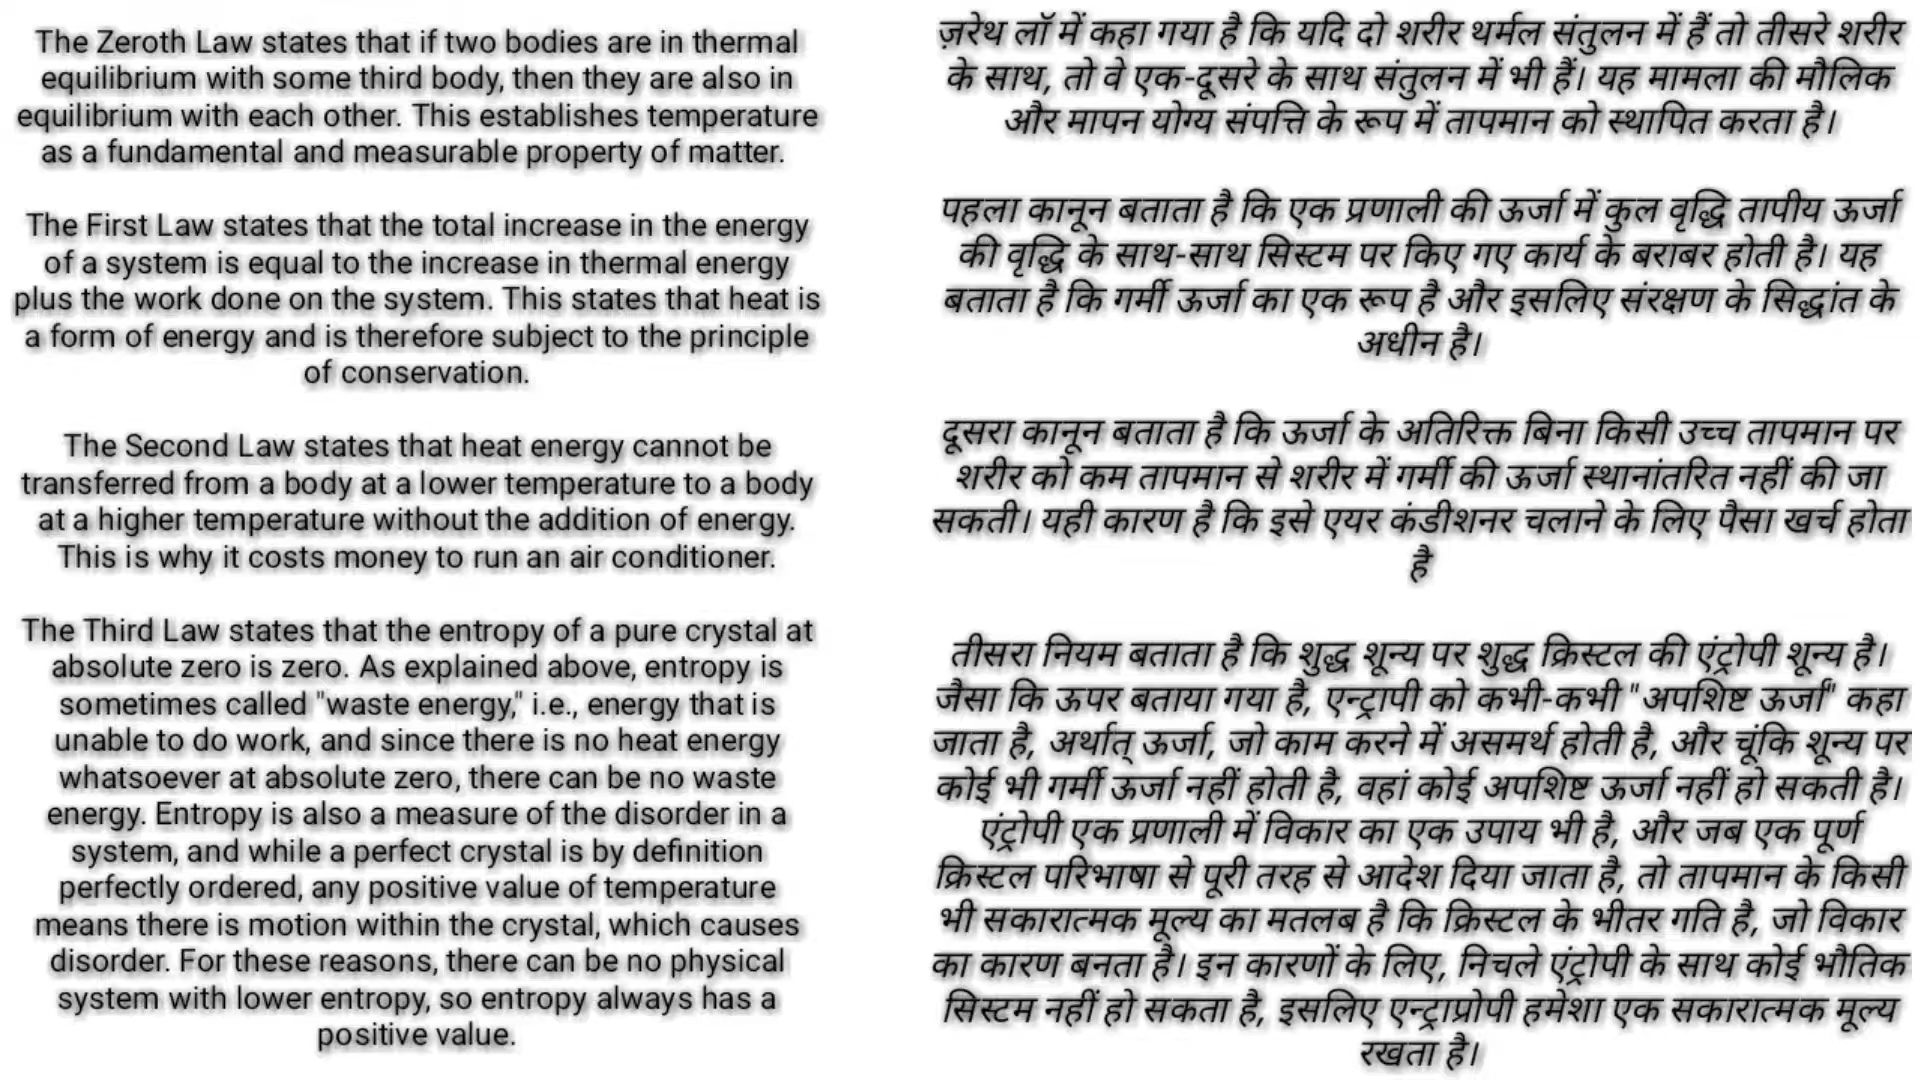 The Zeroth Law states that if two bodies are in thermal
equilibrium with some third body, then they are also in
equilibrium with each other. This establishes temperature
as a fundamental and measurable property of matter.
The First Law states that the total increase in the energy
of a system is equal to the increase in thermal energy
plus the work done on the system. This states that heat is
a form of energy and is therefore subject to the principle
of conservation.
The Second Law states that heat energy cannot be
transferred from a body at a lower temperature to a body
at a higher temperature without the addition of energy.
This is why it costs money to run an air conditioner.
The Third Law states that the entropy of a pure crystal at
absolute zero is zero. As explained above, entropy is
sometimes called "waste energy," i.e., energy that is
unable to do work, and since there is no heat energy
whatsoever at absolute zero, there can be no waste
energy. Entropy is also a measure of the disorder in a
system, and while a perfect crystal is by definition
perfectly ordered, any positive value of temperature
means there is motion within the crystal, which causes
disorder. For these reasons, there can be no physical
system with lower entropy, so entropy always has a
positive value.
ज़रेथ लॉ में कहा गया है कि यदि दो शरीर थर्मल संतुलन में हैं तो तीसरे शरीर
के साथ, तो वे एक-दूसरे के साथ संतुलन में भी हैं। यह मामला की मौलिक
और मापन योग्य संपत्ति के रूप में तापमान को स्थापित करता है।
पहला कानून बताता है कि एक प्रणाली की ऊर्जा में कुल वृद्धि तापीय ऊर्जा
की वृद्धि के साथ-साथ सिस्टम पर किए गए कार्य के बराबर होती है। यह
बताता है कि गर्मी ऊर्जा का एक रूप है और इसलिए संरक्षण के सिद्धांत के
अधीन है।
दूसरा कानून बताता है कि ऊर्जा के अतिरिक्त बिना किसी उच्च तापमान पर
शरीर को कम तापमान से शरीर में गर्मी की ऊर्जा स्थानांतरित नहीं की जा
सकती। यही कारण है कि इसे एयर कंडीशनर चलाने के लिए पैसा खर्च होता
है
तीसरा नियम बताता है कि शुद्ध शून्य पर शुद्ध क्रिस्टल की एंट्रोपी शून्य है।
जैसा कि ऊपर बताया गया है, एन्ट्रापी को कभी-कभी "अपशिष्ट ऊर्जा" कहा
जाता है, अर्थात् ऊर्जा, जो काम करने में असमर्थ होती है, और चूंकि शून्य पर
कोई भी गर्मी ऊर्जा नहीं होती है, वहां कोई अपशिष्ट ऊर्जा नहीं हो सकती है।
एंट्रोपी एक प्रणाली में विकार का एक उपाय भी है, और जब एक पूर्ण
क्रिस्टल परिभाषा से पूरी तरह से आदेश दिया जाता है, तो तापमान के किसी
भी सकारात्मक मूल्य का मतलब है कि क्रिस्टल के भीतर गति है, जो विकार
का कारण बनता है। इन कारणों के लिए, निचले एंट्रोपी के साथ कोई भौतिक
सिस्टम नहीं हो सकता है, इसलिए एन्ट्राप्रोपी हमेशा एक सकारात्मक मूल्य
रखता है।